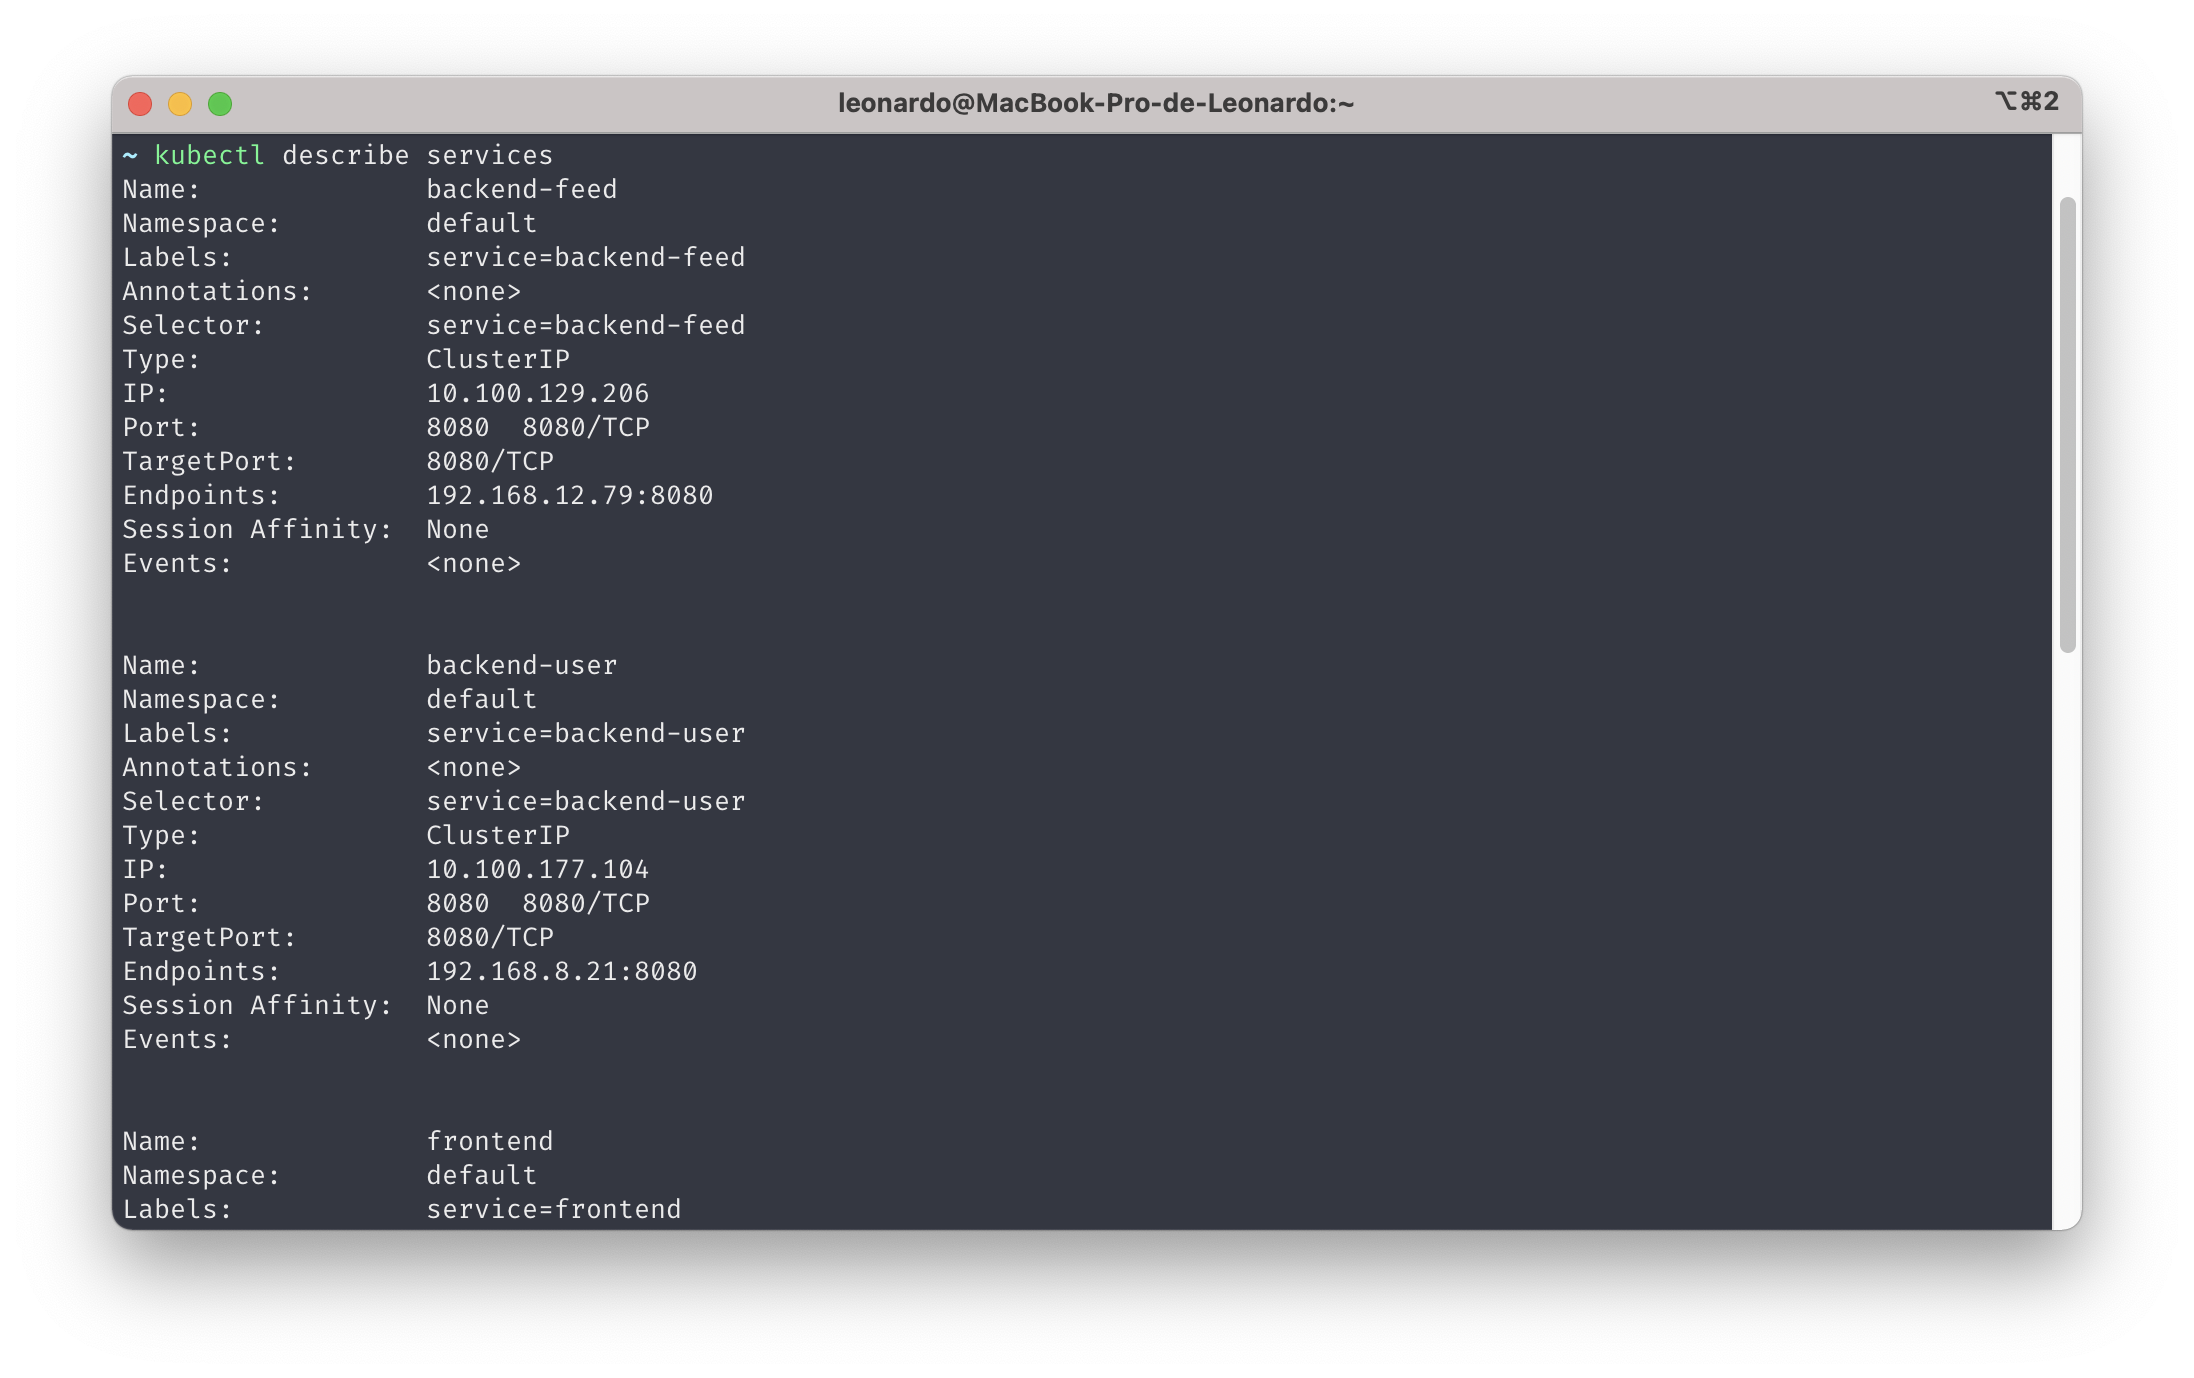 leonardo@MacBook-Pro-de-Leonardo:~
⌥⌘2
~ kubectl describe services
Name:              backend-feed
Namespace:         default
Labels:            service=backend-feed
Annotations:       <none>
Selector:          service=backend-feed
Type:              ClusterIP
IP:                10.100.129.206
Port:              8080  8080/TCP
TargetPort:        8080/TCP
Endpoints:         192.168.12.79:8080
Session Affinity:  None
Events:            <none>
Name:              backend-user
Namespace:         default
Labels:            service=backend-user
Annotations:       <none>
Selector:          service=backend-user
Type:              ClusterIP
IP:                10.100.177.104
Port:              8080  8080/TCP
TargetPort:        8080/TCP
Endpoints:         192.168.8.21:8080
Session Affinity:  None
Events:            <none>
Name:              frontend
Namespace:         default
Labels:            service=frontend